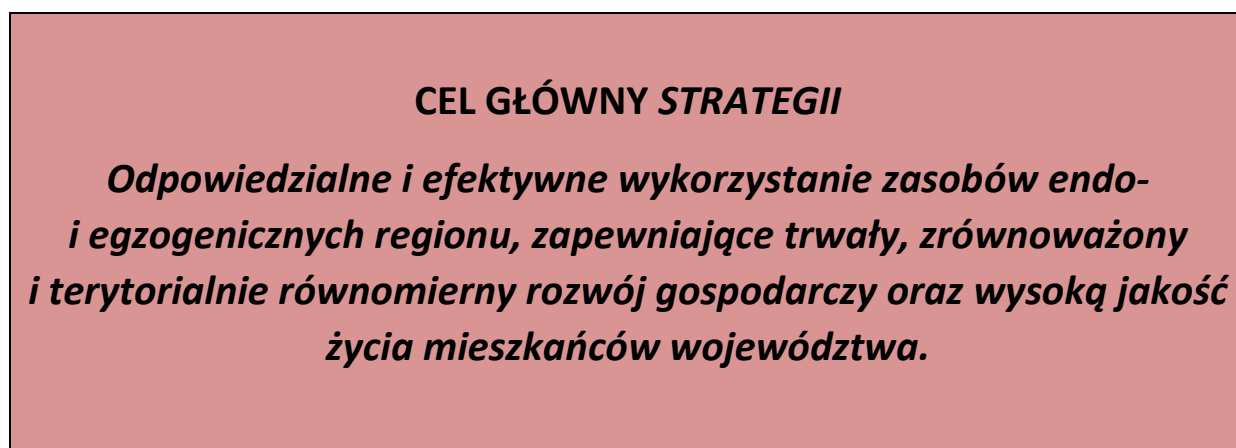 CEL GŁÓWNY STRATEGII
Odpowiedzialne i efektywne wykorzystanie zasobów endo-
i egzogenicznych regionu, zapewniające trwały, zrównoważony
i terytorialnie równomierny rozwój gospodarczy oraz wysoką jakość
życia mieszkańców województwa.